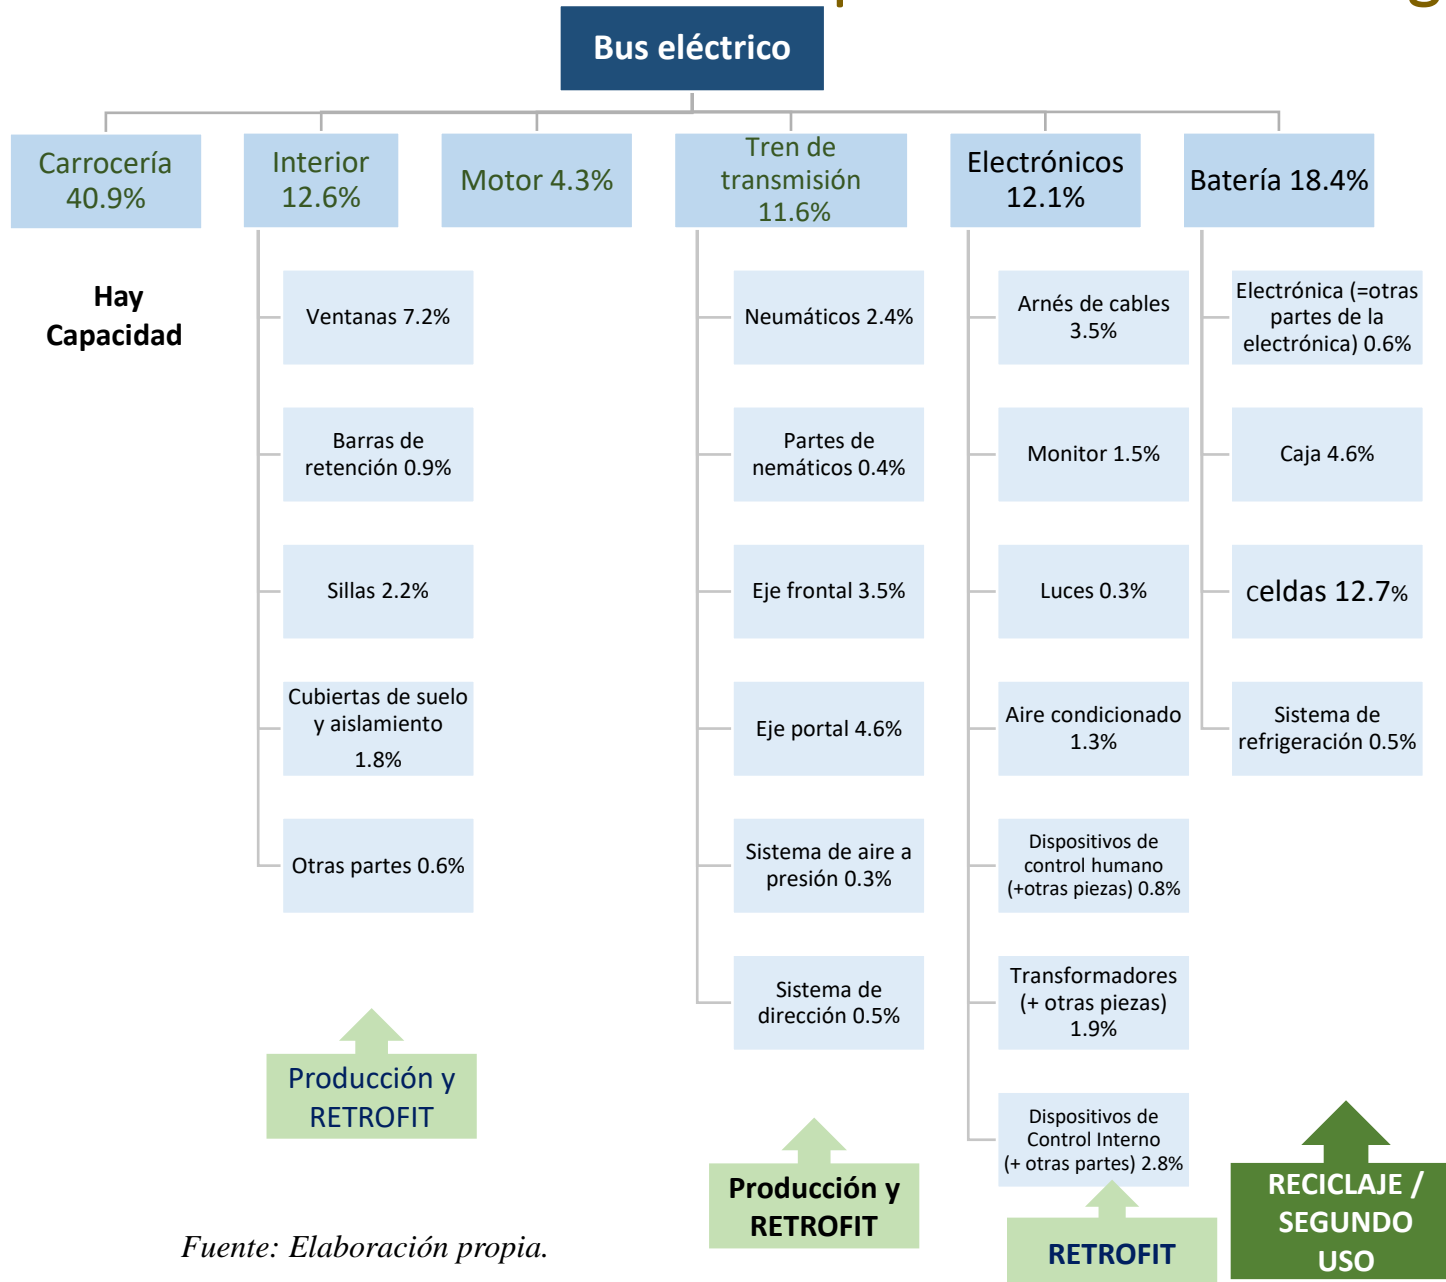 Bus eléctrico
Carrocería
40.9%
Interior
12.6%
Motor 4.3%
Tren de
transmisión
11.6%
Electrónicos
12.1%
Batería 18.4%
Hay
Capacidad
Ventanas 7.2%
Barras de
retención 0.9%
Sillas 2.2%
Cubiertas de suelo
y aislamiento
1.8%
Otras partes 0.6%
Producción y
RETROFIT
Neumáticos 2.4%
Partes de
nemáticos 0.4%
Eje frontal 3.5%
Eje portal 4.6%
Sistema de aire a
presión 0.3%
Sistema de
dirección 0.5%
Producción y
RETROFIT
Arnés de cables
3.5%
Monitor 1.5%
Luces 0.3%
Aire condicionado
1.3%
Dispositivos de
control humano
(+otras piezas) 0.8%
Transformadores
(+ otras piezas)
1.9%
Dispositivos de
Control Interno
(+ otras partes) 2.8%
RETROFIT
Electrónica (=otras
partes de la
electrónica) 0.6%
Caja 4.6%
celdas 12.7%
Sistema de
refrigeración 0.5%
RECICLAJE /
SEGUNDO
USO
Fuente: Elaboración propia.